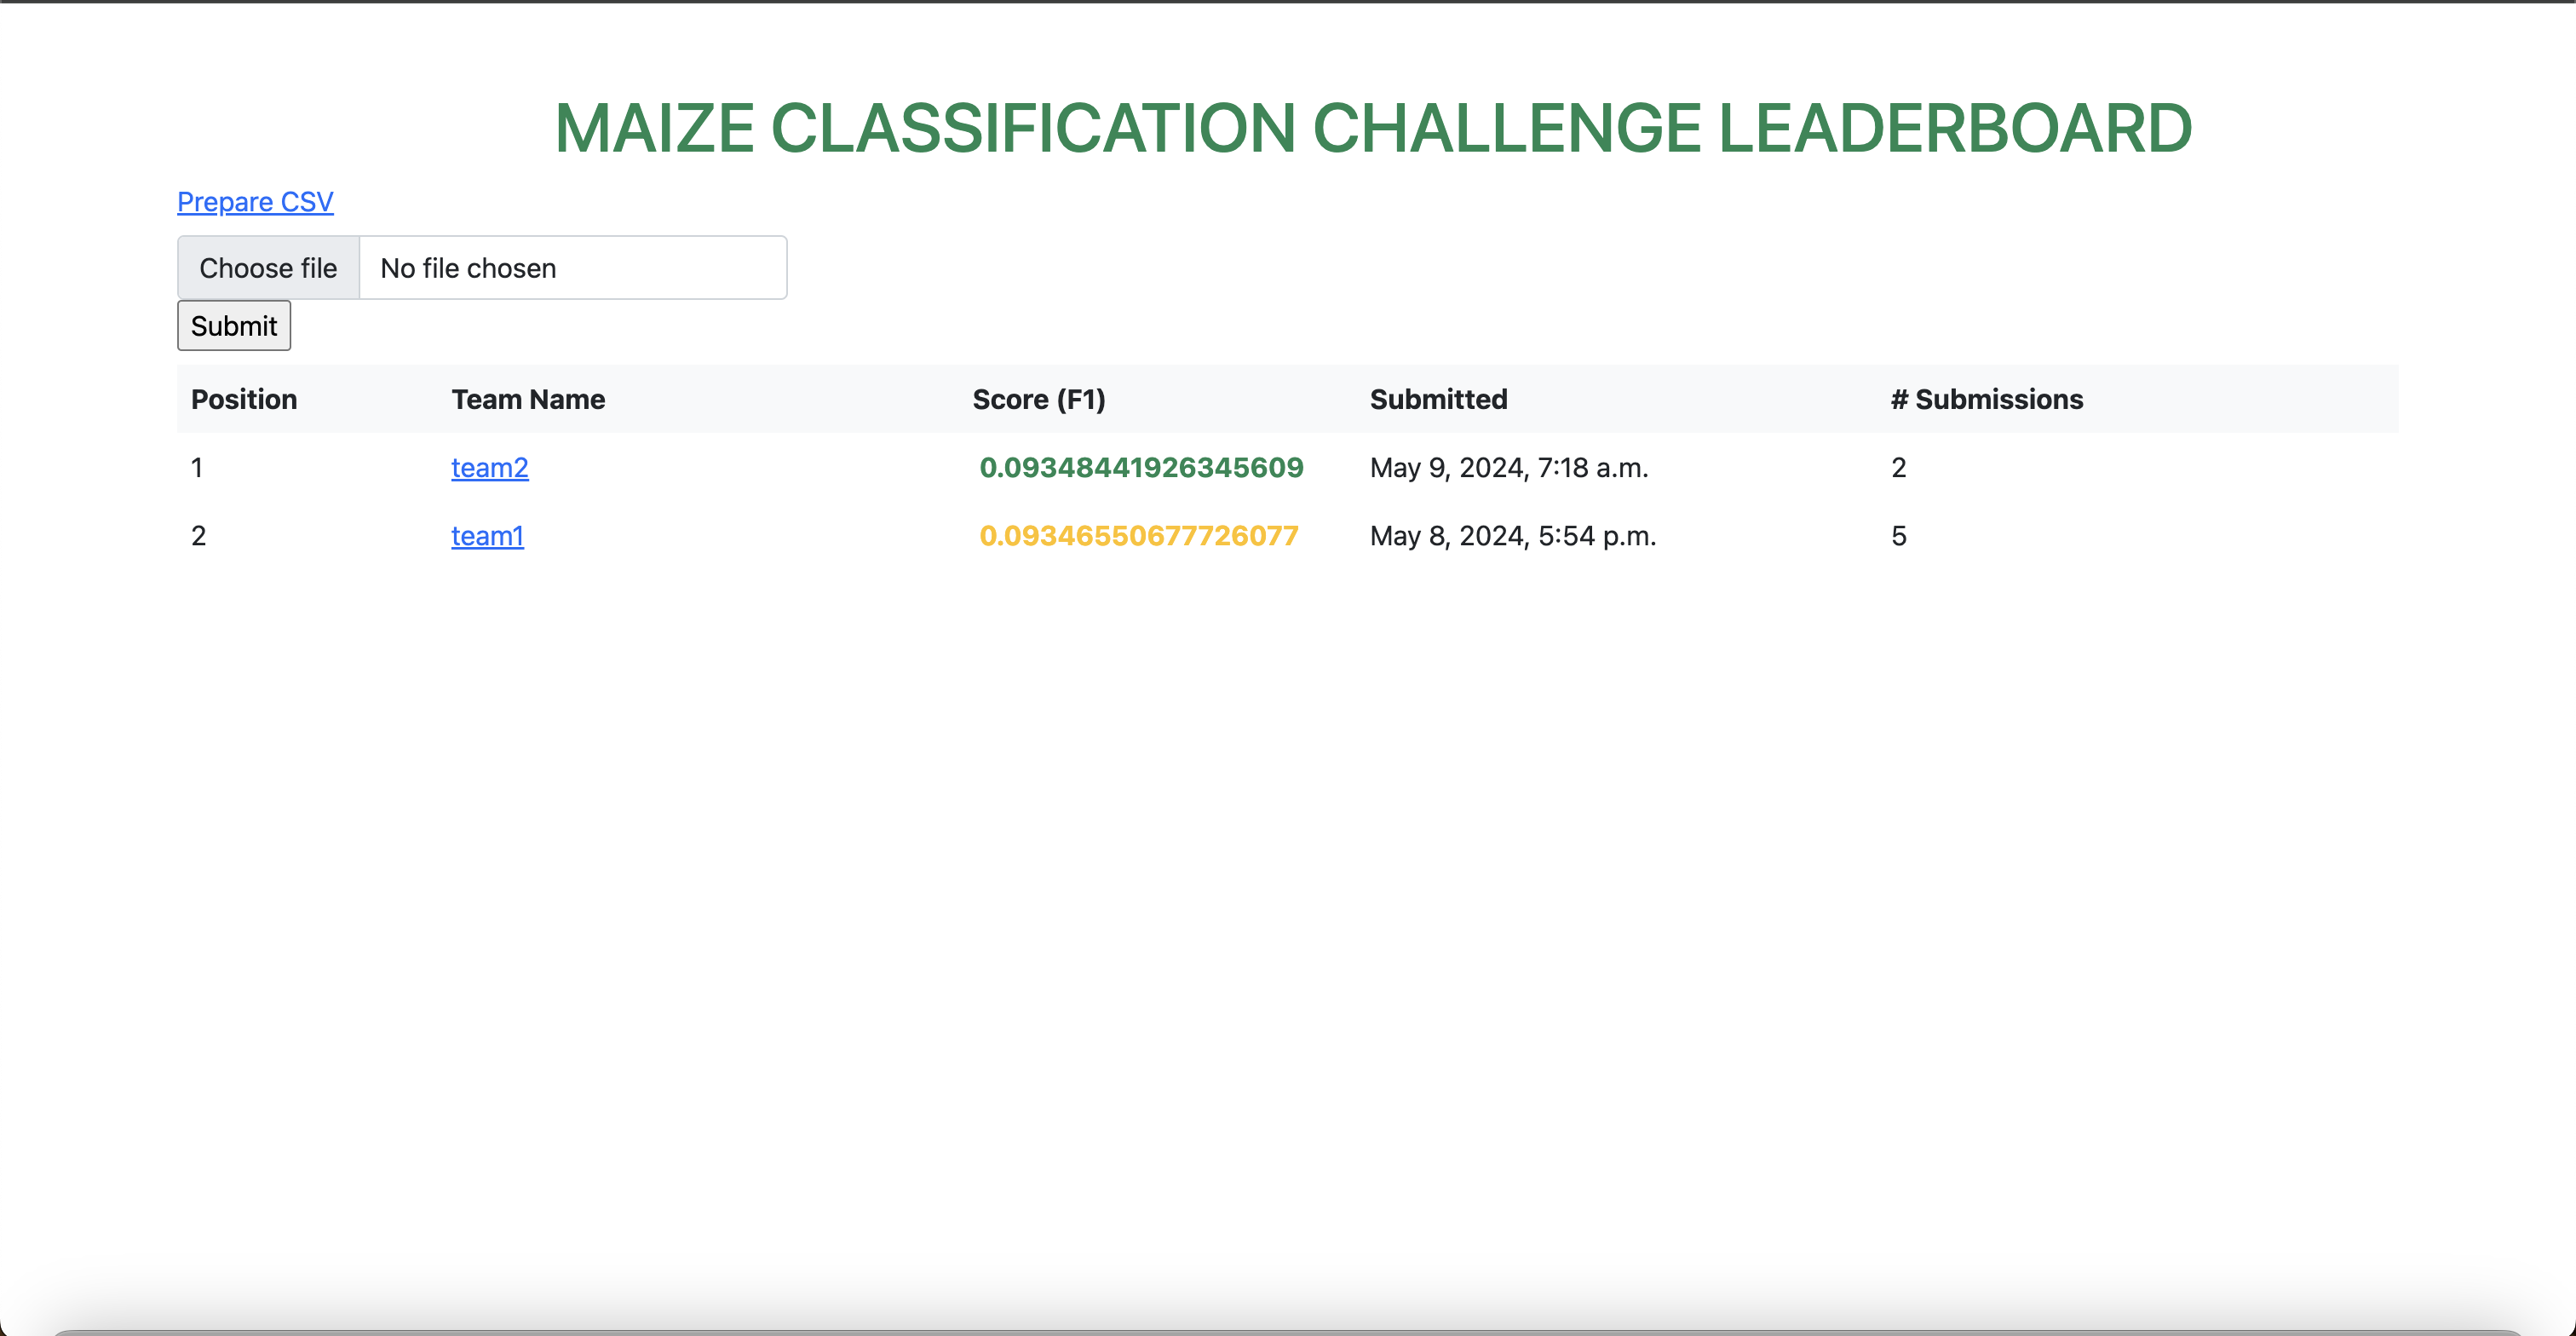 MAIZE CLASSIFICATION CHALLENGE LEADERBOARD
Prepare CSV
Choose file No file chosen
Submit
Position Team Name Score (F1) Submitted # Submissions
1 team2 0.09348441926345609 May 9, 2024, 7:18 a.m. 2
2 team1 0.09346550677726077 May 8, 2024, 5:54 p.m. 5